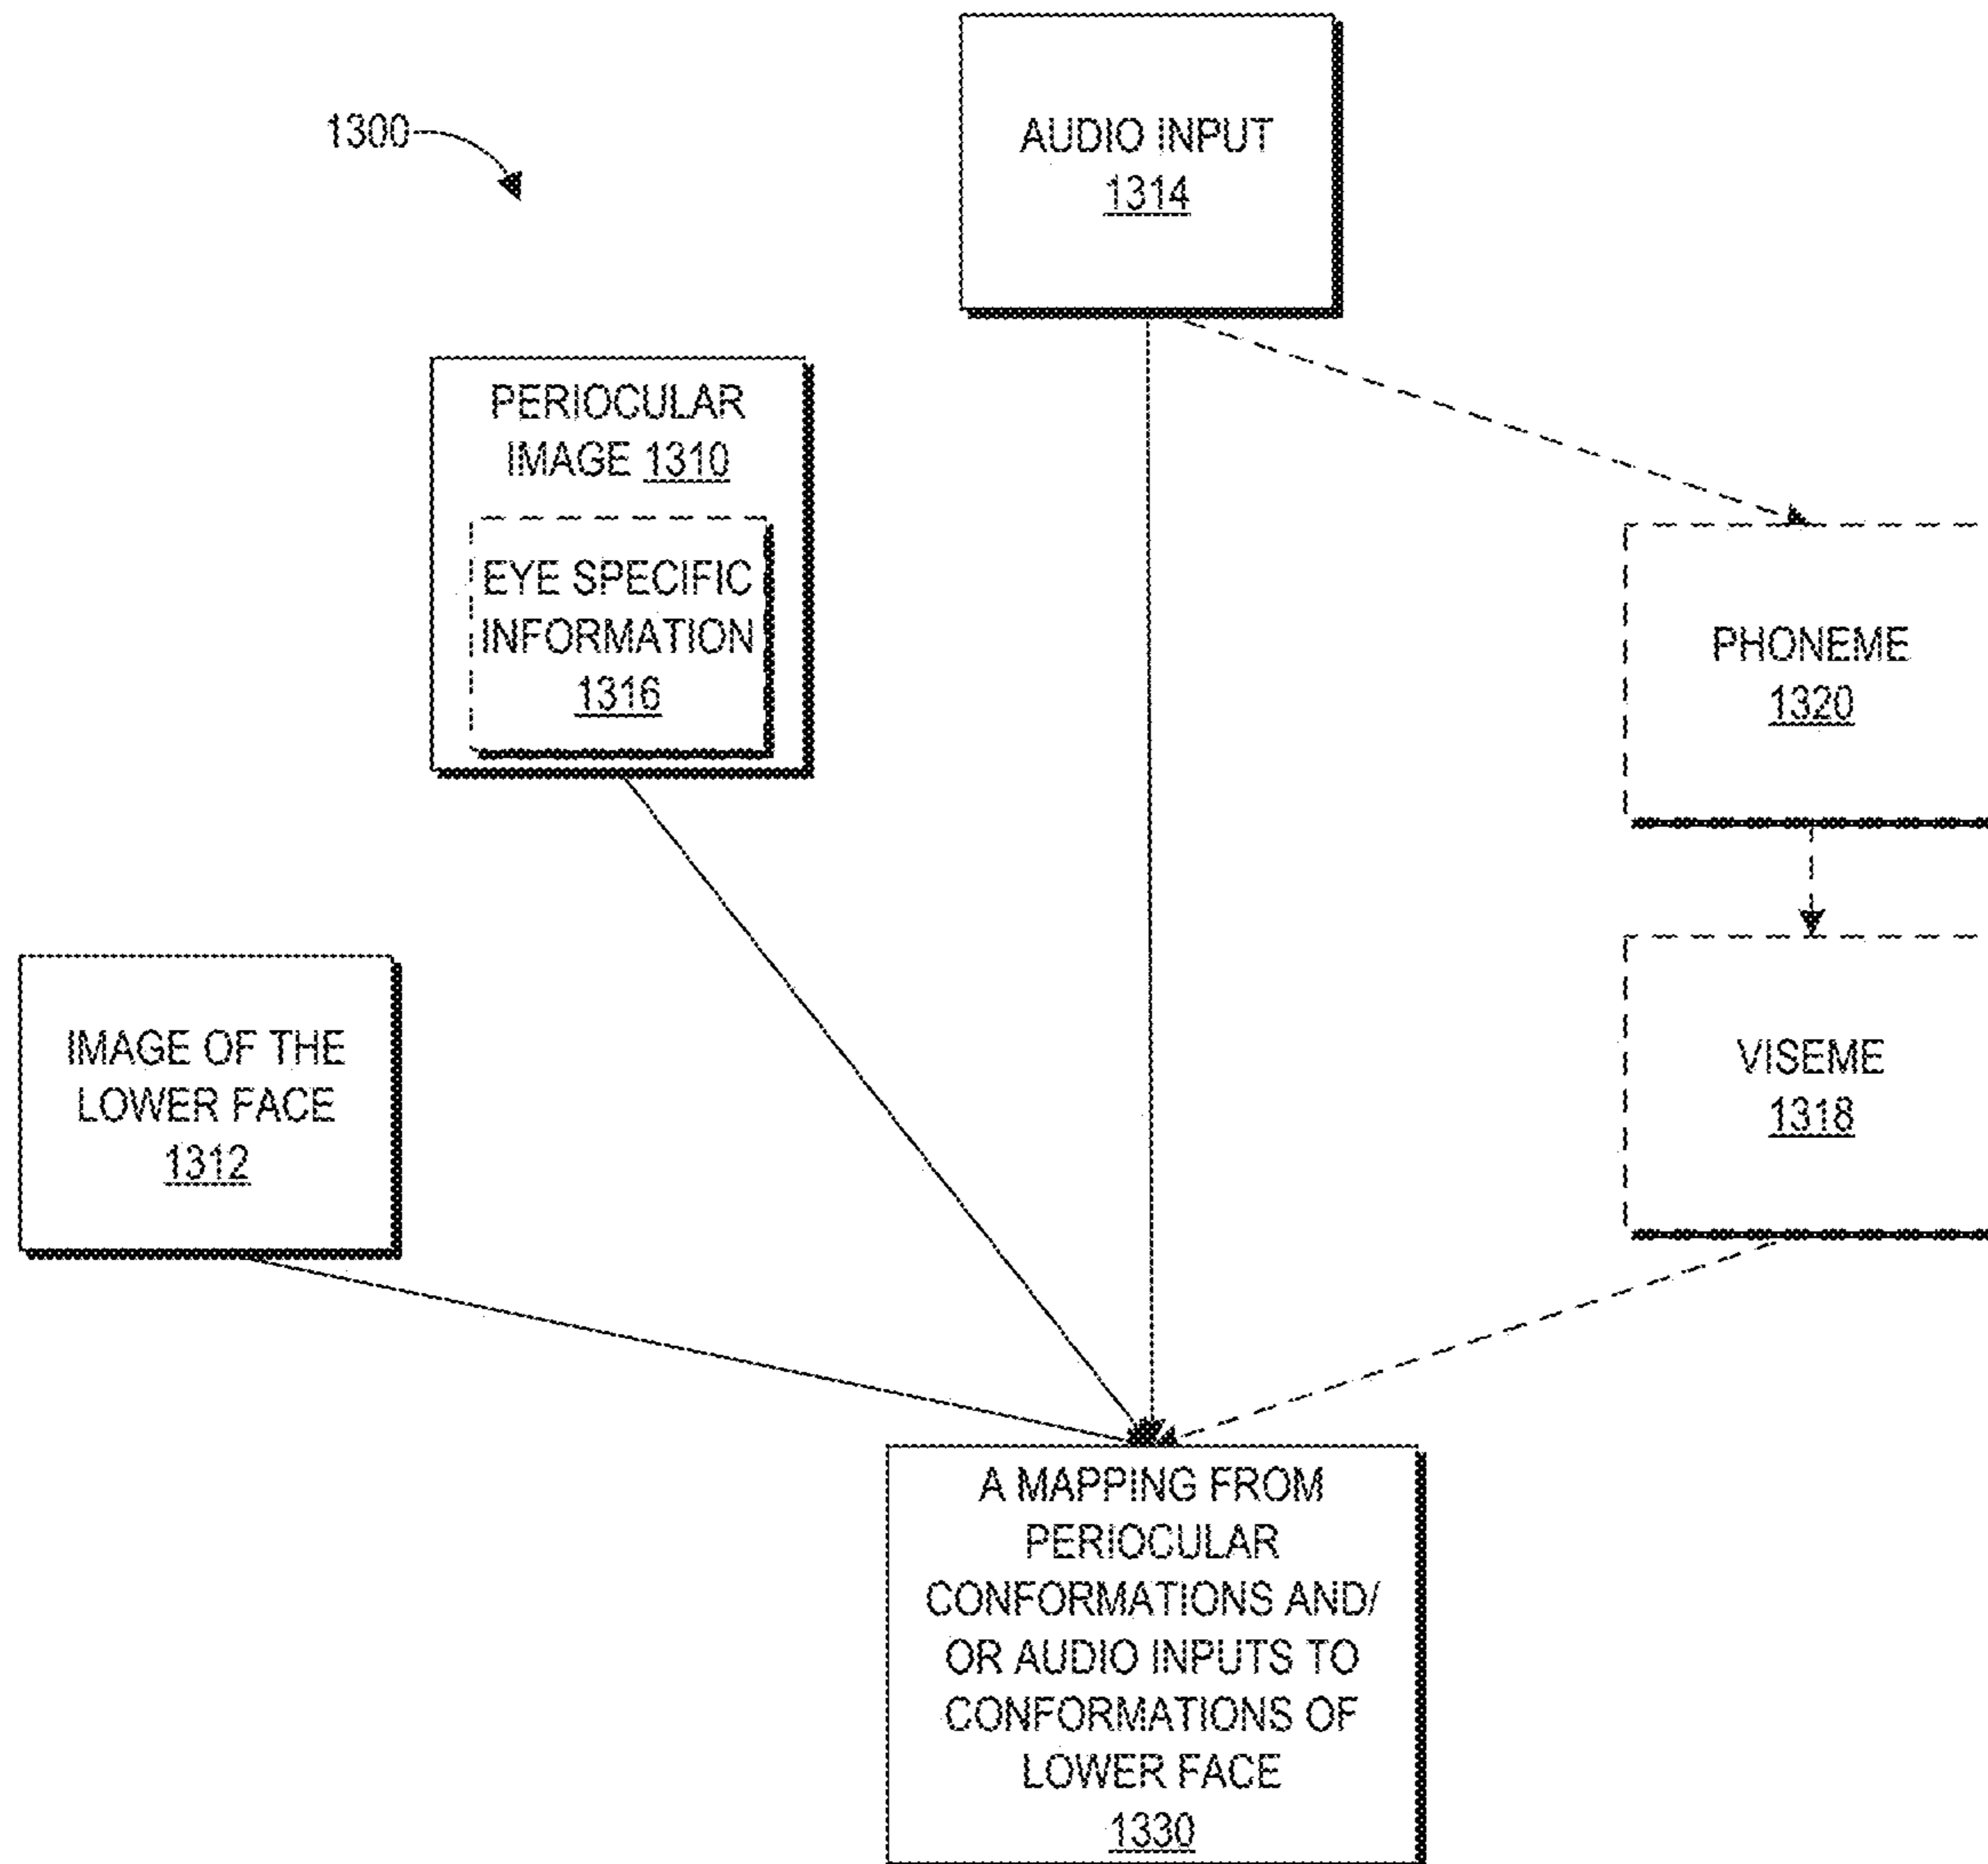 1300
AUDIO INPUT
1314
PERIOCULAR
IMAGE 1310
EYE SPECIFIC
INFORMATION
1316
PHONEME
1320
IMAGE OF THE
LOWER FACE
1312
VISEME
1318
A MAPPING FROM
PERIOCULAR
CONFORMATIONS AND/
OR AUDIO INPUTS TO
CONFORMATIONS OF
LOWER FACE
1330